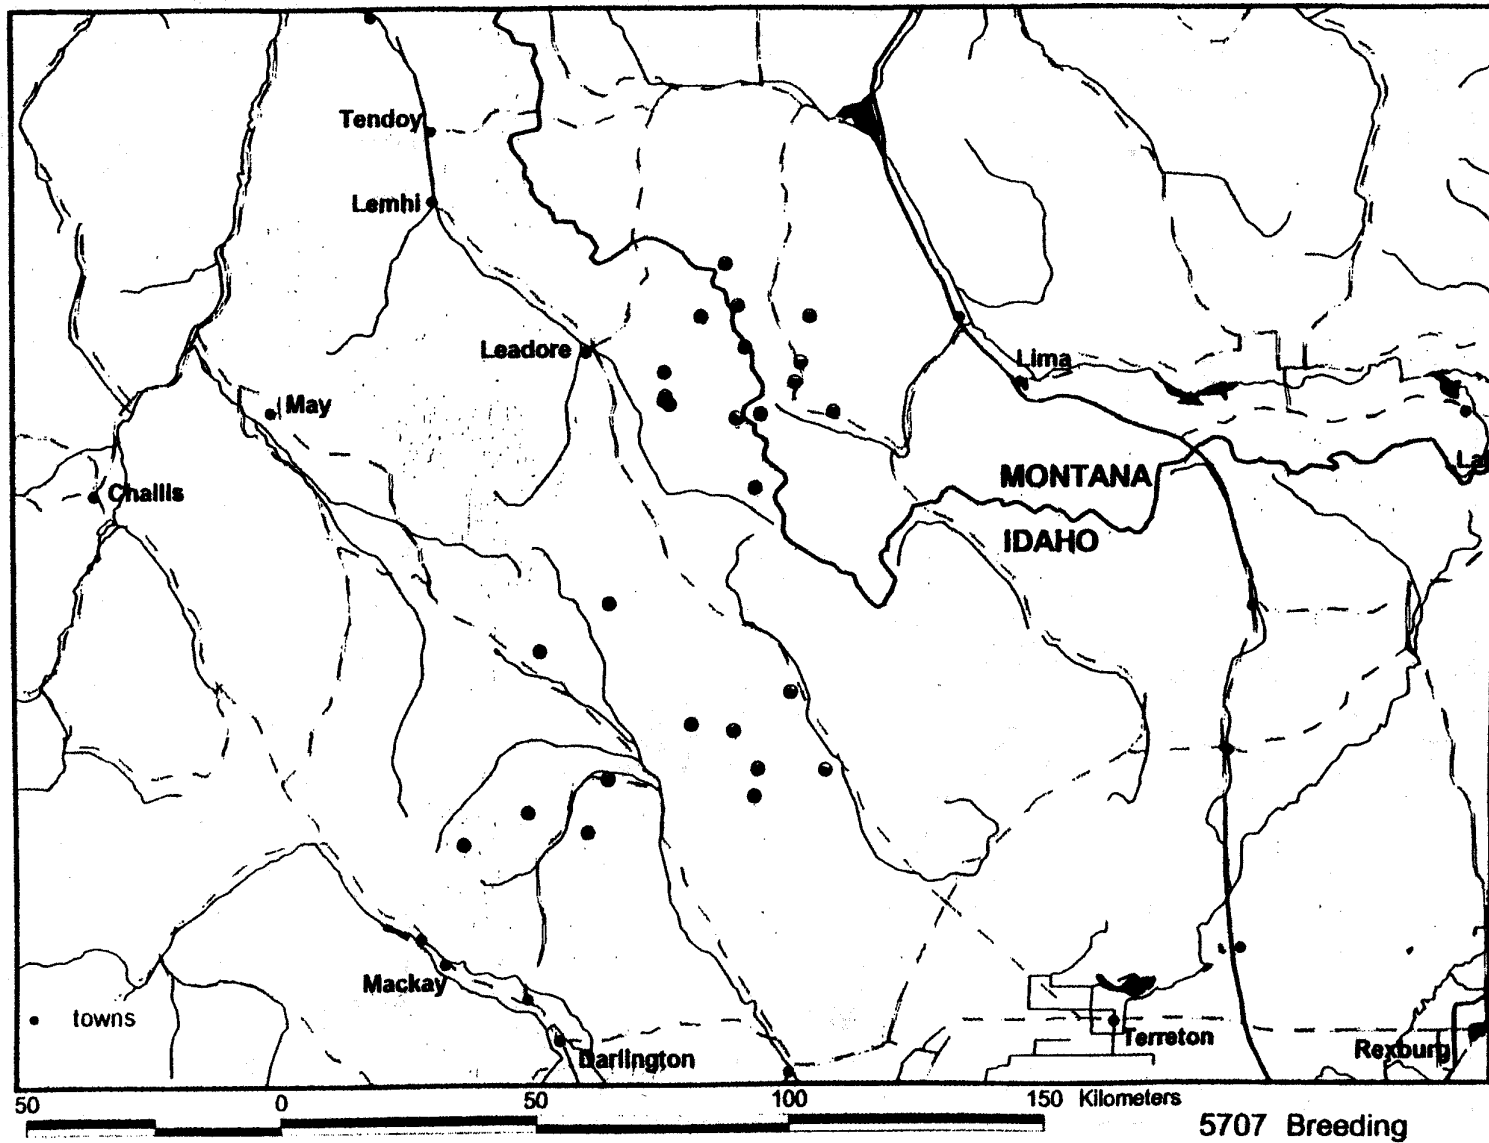 Tendoy
Lemhi
Leadore
Lima
May
MONTANA
La
Challis
IDAHO
Mackay
towns
Darlington
Terreton
Rexburg
50 0 50 100 150 Kilometers
5707 Breeding